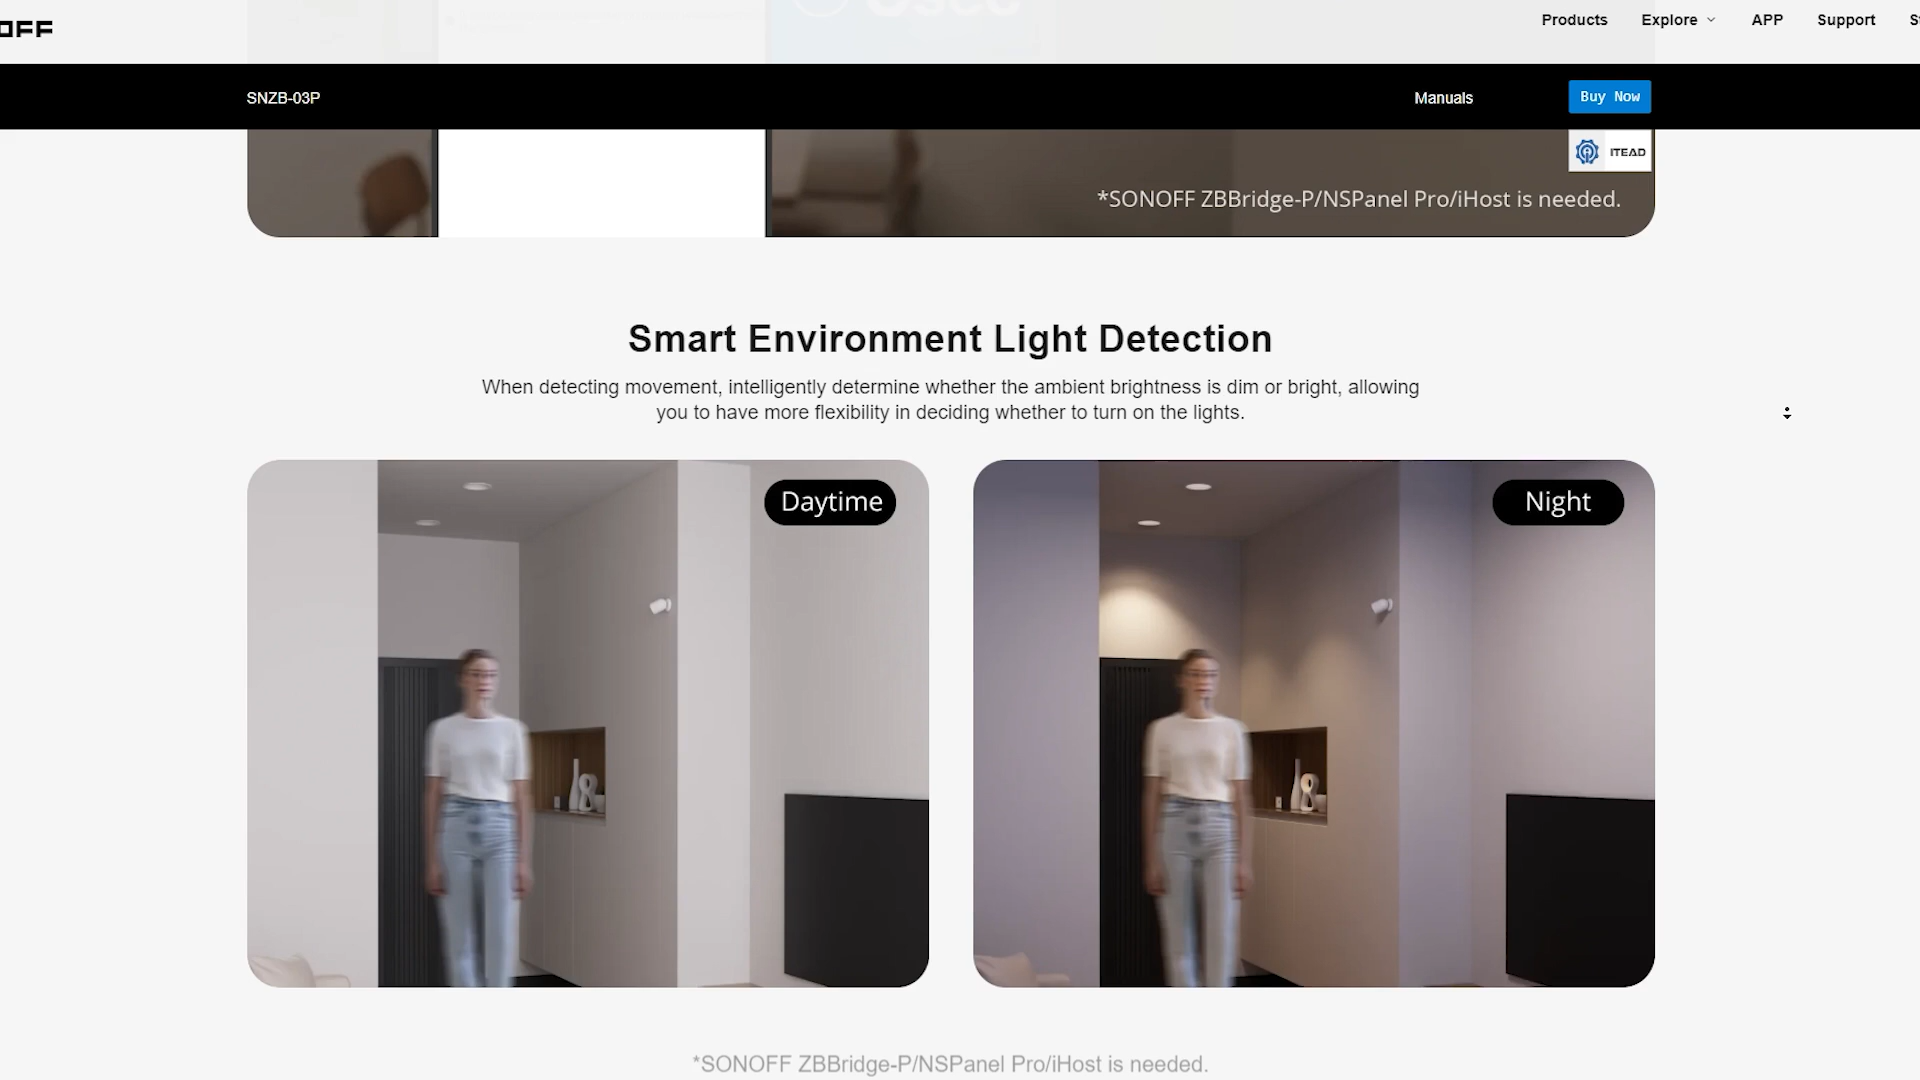 OFF
Products
Explore
APP
Support
SNZB-03P
Manuals
Buy Now
ITEAD
*SONOFF ZBBridge-P/NSPanel Pro/iHost is needed.
Smart Environment Light Detection
When detecting movement, intelligently determine whether the ambient brightness is dim or bright, allowing
you to have more flexibility in deciding whether to turn on the lights.
Daytime
Night
*SONOFF ZBBridge-P/NSPanel Pro/iHost is needed.